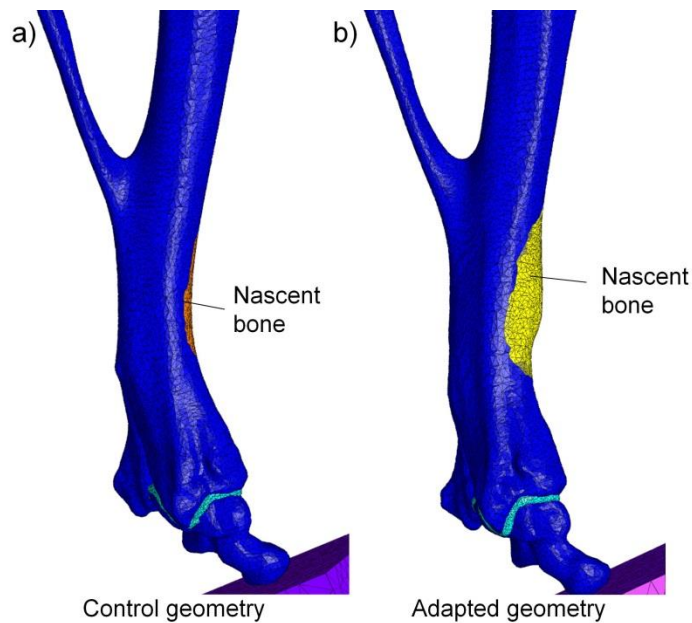 a)
b)
Nascent
bone
Nascent
bone
Control geometry
Adapted geometry